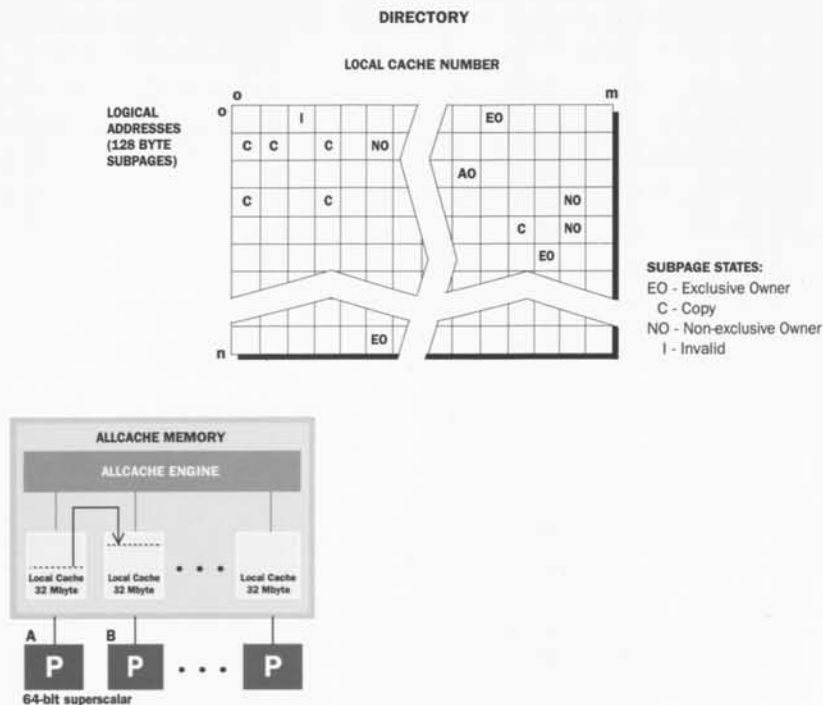 DIRECTORY
LOCAL CACHE NUMBER
o
m
LOGICAL
ADDRESSES
(128 BYTE
SUBPAGES)
o
I
EO
C C C NO
AO
C C NO
C NO
EO
EO
n
SUBPAGE STATES:
EO - Exclusive Owner
C - Copy
NO - Non-exclusive Owner
I - Invalid
ALLCACHE MEMORY
ALLCACHE ENGINE
Local Cache
32 Mbyte
Local Cache
32 Mbyte
• • •
Local Cache
32 Mbyte
A
B
P
P
• • •
P
64-bit superscalar